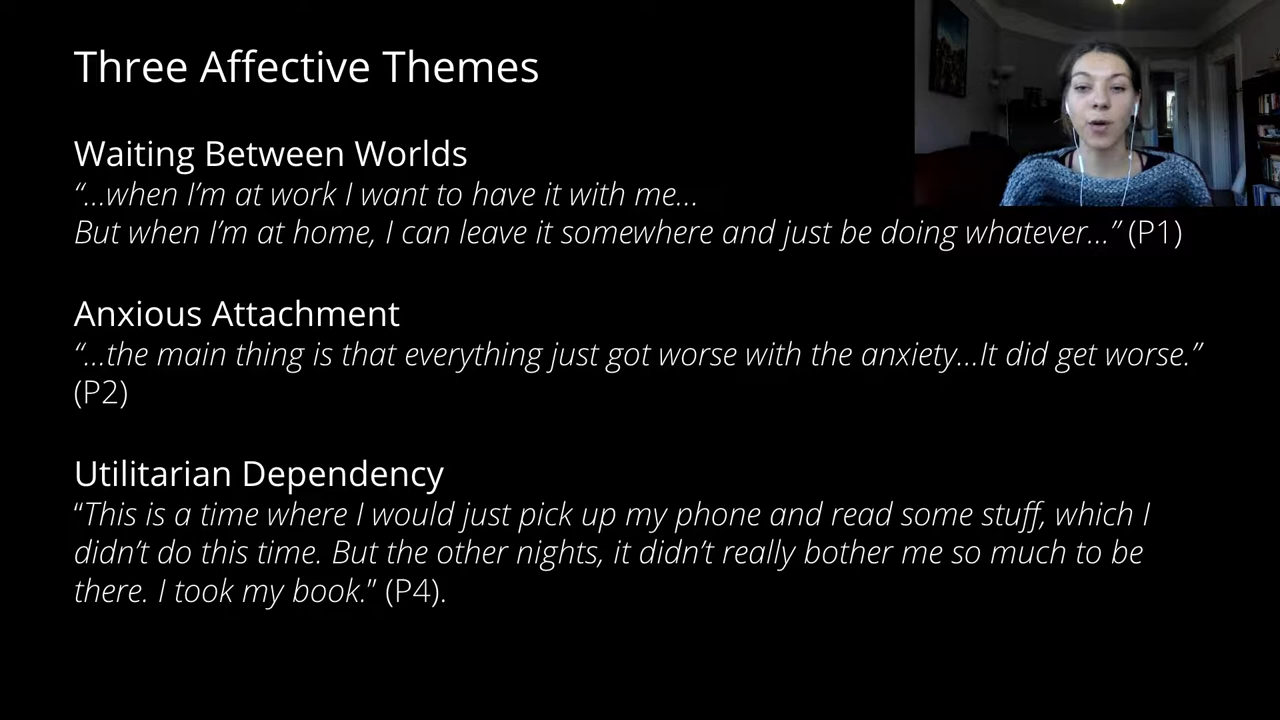 Three Affective Themes
Waiting Between Worlds
“…when I’m at work I want to have it with me…
But when I’m at home, I can leave it somewhere and just be doing whatever…” (P1)
Anxious Attachment
“…the main thing is that everything just got worse with the anxiety…It did get worse.”
(P2)
Utilitarian Dependency
“This is a time where I would just pick up my phone and read some stuff, which I
didn’t do this time. But the other nights, it didn’t really bother me so much to be
there. I took my book.” (P4).